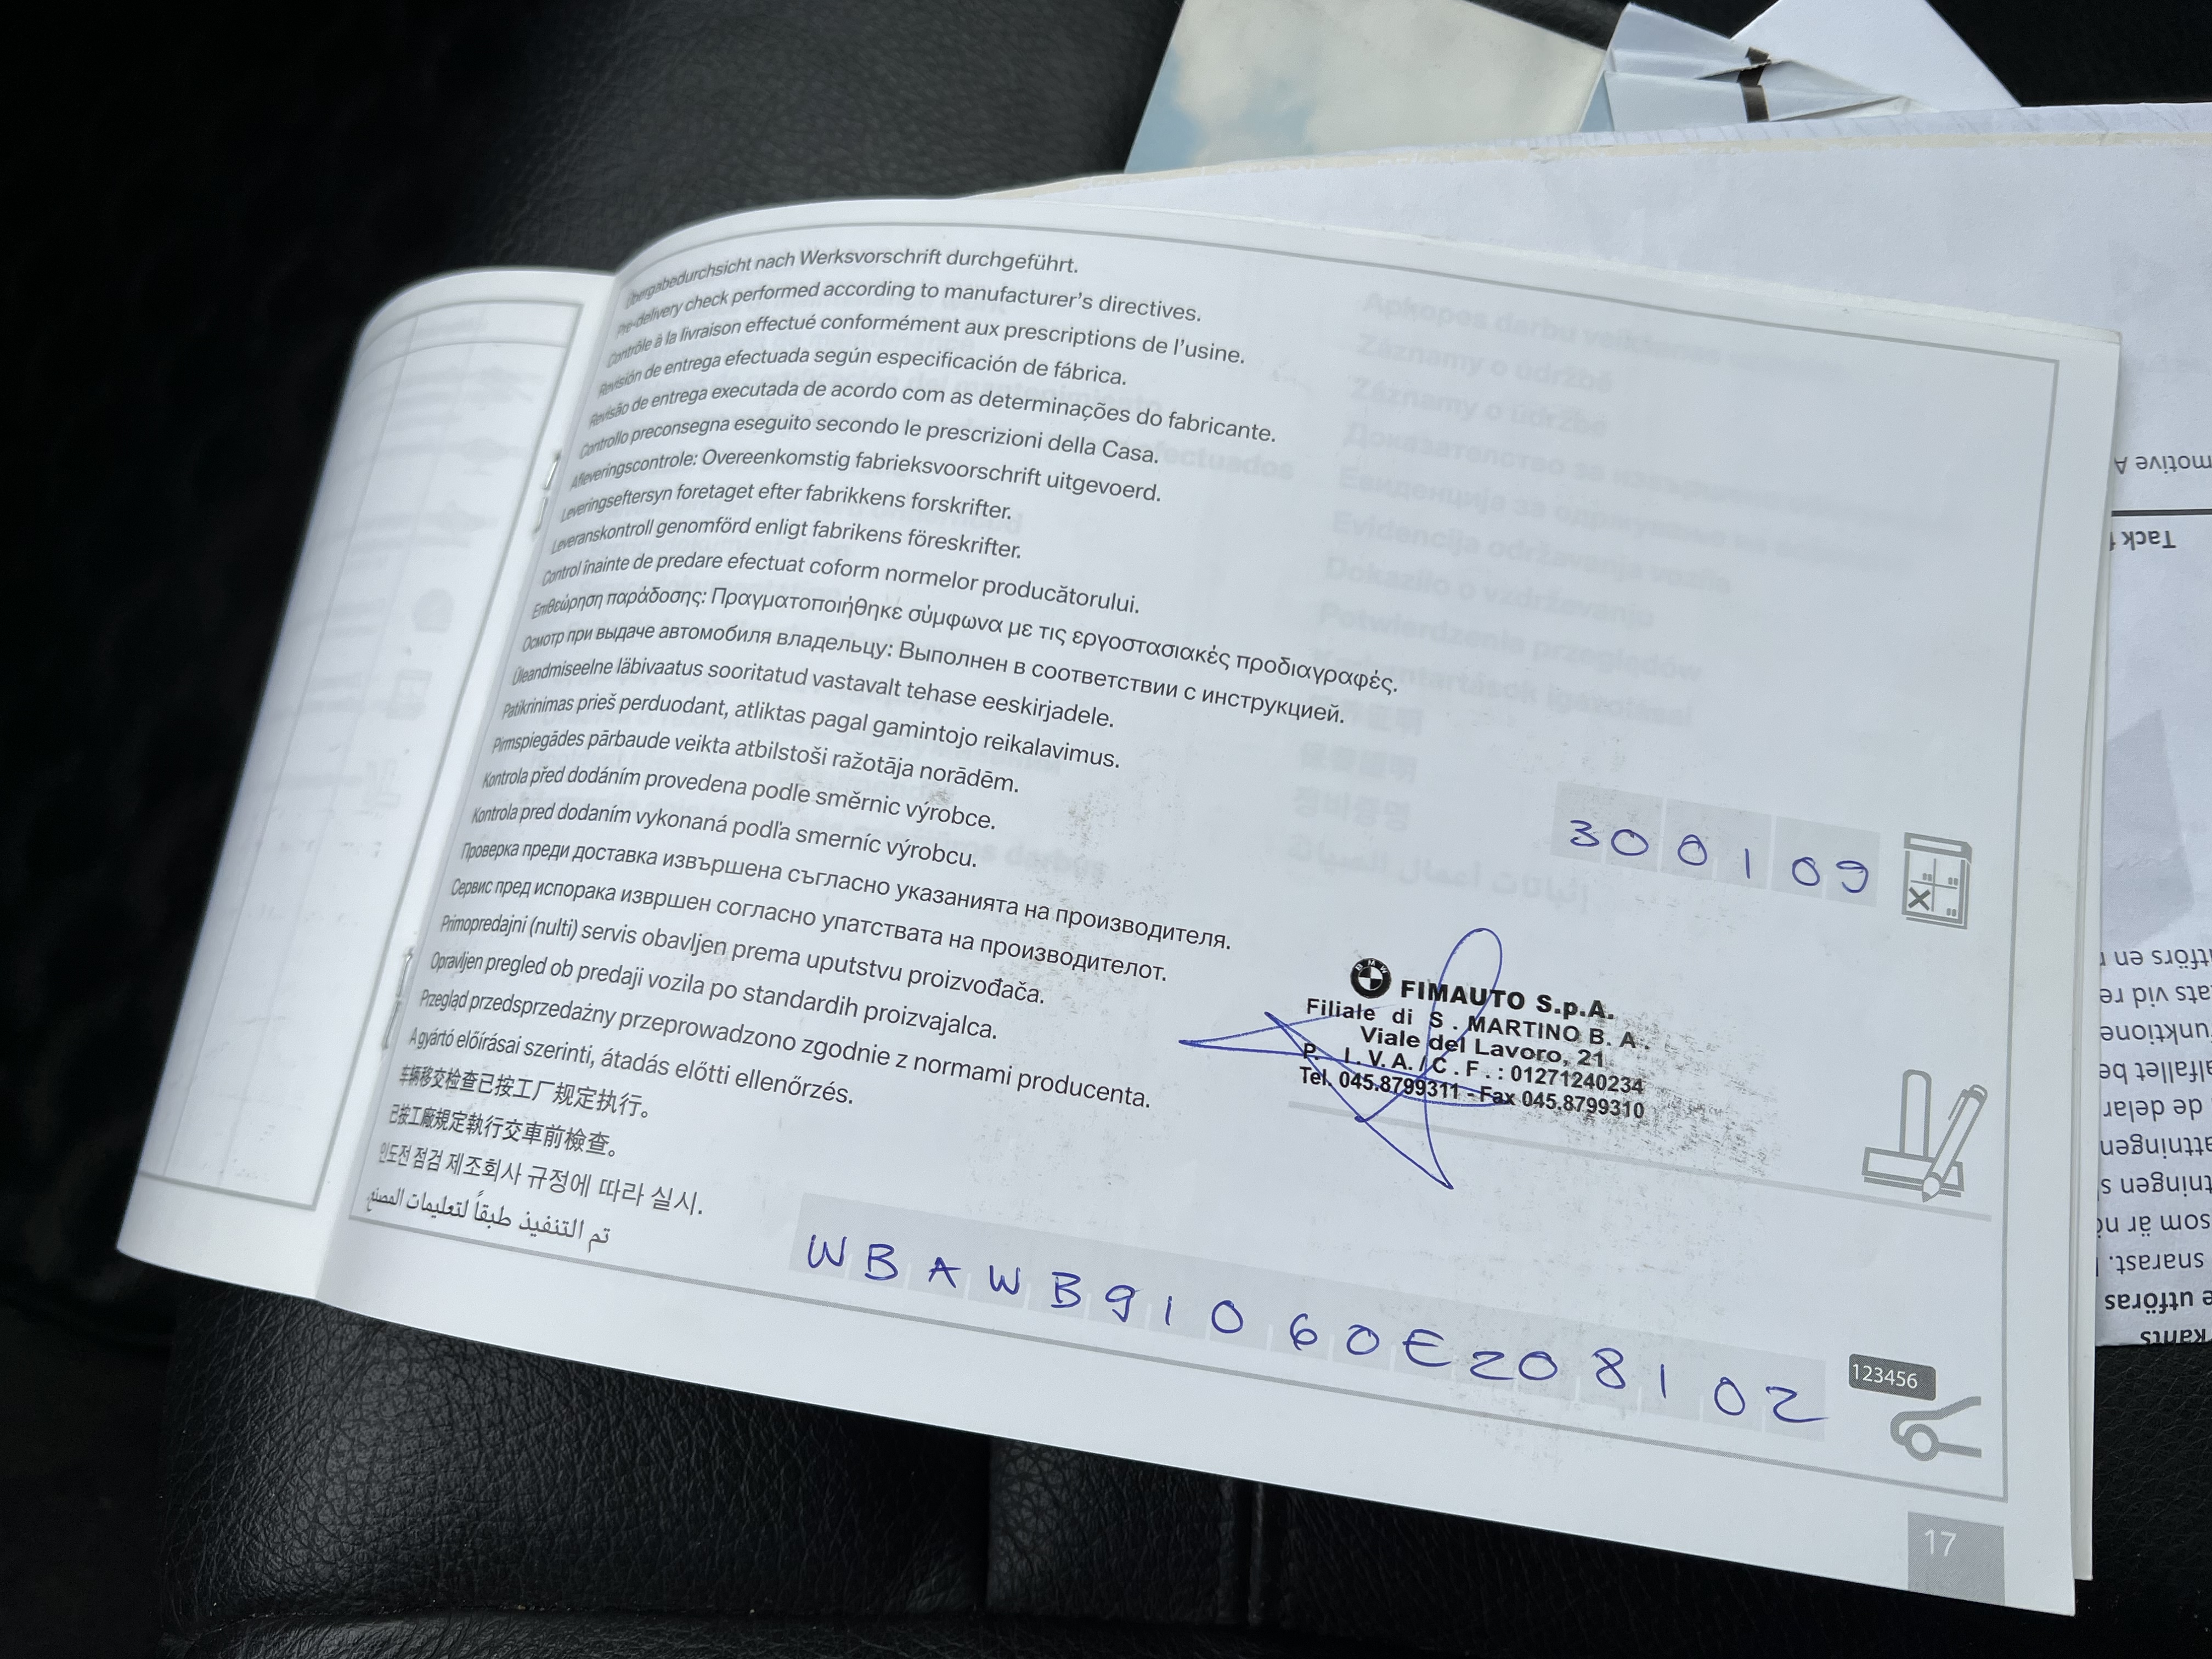 Übergabedurchsicht nach Werksvorschrift durchgeführt.
Pre-delivery check performed according to manufacturer's directives.
Contrôle à la livraison effectué conformément aux prescriptions de l'usine.
Revisión de entrega efectuada según especificación de fábrica.
Revisão de entrega executada de acordo com as determinações do fabricante.
Controllo preconsegna eseguito secondo le prescrizioni della Casa.
Afleveringscontrole: Overeenkomstig fabrieksvoorschrift uitgevoerd.
Leveringseftersyn foretaget efter fabrikkens forskrifter.
Leveranskontroll genomförd enligt fabrikens föreskrifter.
Control înainte de predare efectuat coform normelor producătorului.
Επιθεώρηση παράδοσης: Πραγματοποιήθηκε σύμφωνα με τις εργοστασιακές προδιαγραφές.
Осмотр при выдаче автомобиля владельцу: Выполнен в соответствии с инструкцией.
Üleandmiseelne läbivaatus sooritatud vastavalt tehase eeskirjadele.
Patikrinimas prieš perduodant, atliktas pagal gamintojo reikalavimus.
Pirmspiegādes pārbaude veikta atbilstoši ražotāja norādēm.
Kontrola před dodáním provedena podle směrnic výrobce.
Kontrola pred dodaním vykonaná podľa smerníc výrobcu.
Проверка преди доставка извършена съгласно указанията на производителя.
Сервис пред испорака извршен согласно упатствата на производителот.
Primopredajni (nulti) servis obavljen prema uputstvu proizvođača.
Opravljen pregled ob predaji vozila po standardih proizvajalca.
Przegląd przedsprzedażny przeprowadzono zgodnie z normami producenta.
A gyártó előírásai szerinti, átadás előtti ellenőrzés.
车辆移交检查已按工厂规定执行。
已按工廠規定執行交車前檢查。
인도전 점검 제조회사 규정에 따라 실시.
تم التنفيذ طبقاً لتعليمات المصنع
300109
BMW
FIMAUTO S.p.A.
Filiale di S. MARTINO B. A.
Viale del Lavoro, 21
P. I.V.A./C.F.: 01271240234
Tel. 045.8799311 - Fax 045.8799310
WBAWB91060E208102
123456
17
Tack